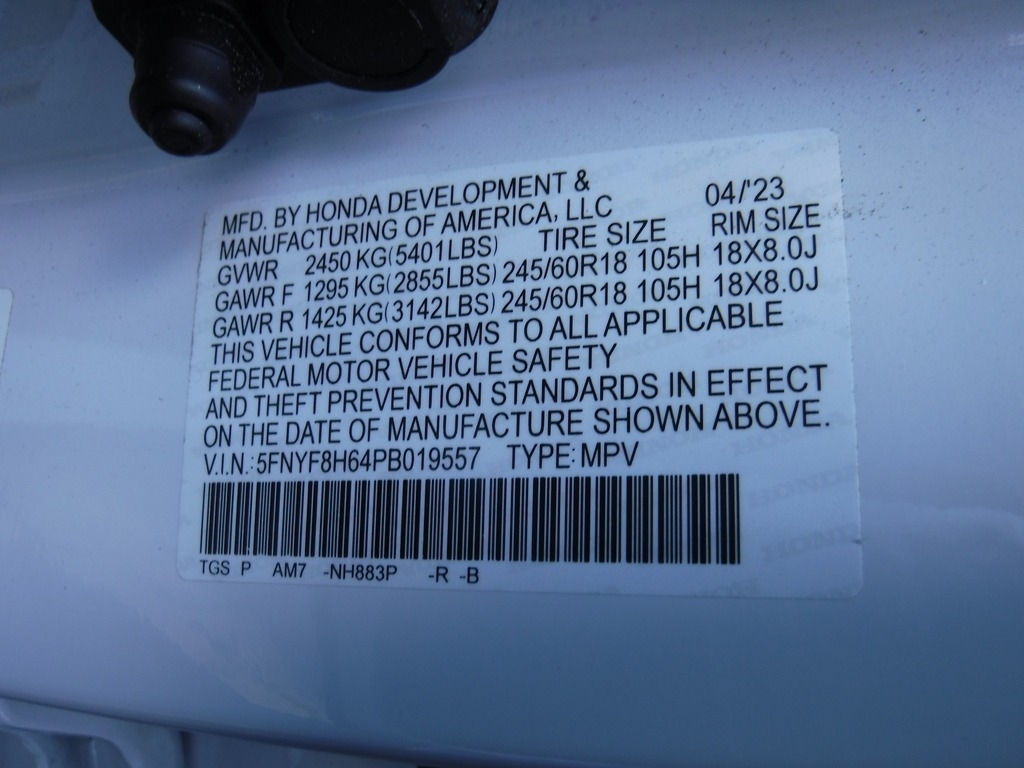 MFD. BY HONDA DEVELOPMENT & 04/'23
MANUFACTURING OF AMERICA, LLC
GVWR 2450 KG(5401LBS) TIRE SIZE RIM SIZE
GAWR F 1295 KG(2855LBS) 245/60R18 105H 18X8.0J
GAWR R 1425 KG(3142LBS) 245/60R18 105H 18X8.0J
THIS VEHICLE CONFORMS TO ALL APPLICABLE
FEDERAL MOTOR VEHICLE SAFETY
AND THEFT PREVENTION STANDARDS IN EFFECT
ON THE DATE OF MANUFACTURE SHOWN ABOVE.
V.I.N.:5FNYF8H64PB019557 TYPE:MPV
TGS P AM7 -NH883P -R -B